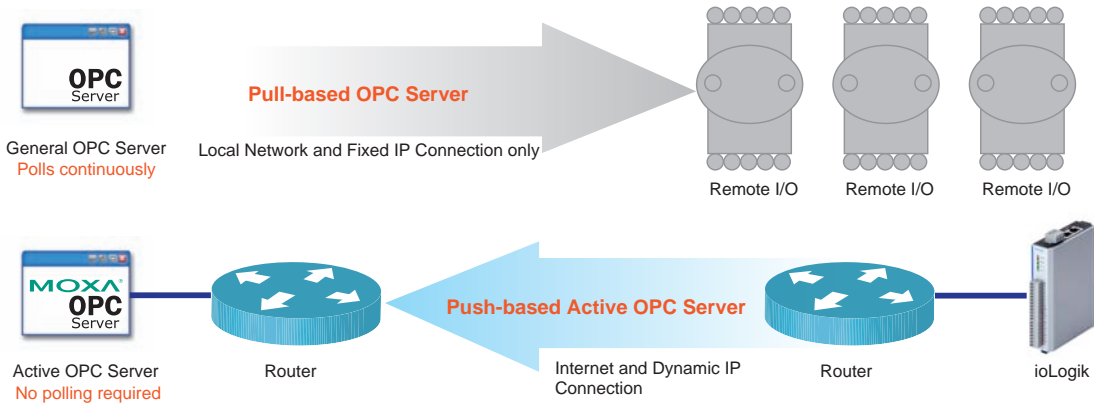 OPC
Server
Pull-based OPC Server
General OPC Server
Polls continuously
Local Network and Fixed IP Connection only
Remote I/O
Remote I/O
Remote I/O
MOXA®
OPC
Server
Push-based Active OPC Server
Active OPC Server
No polling required
Router
Internet and Dynamic IP
Connection
Router
ioLogik